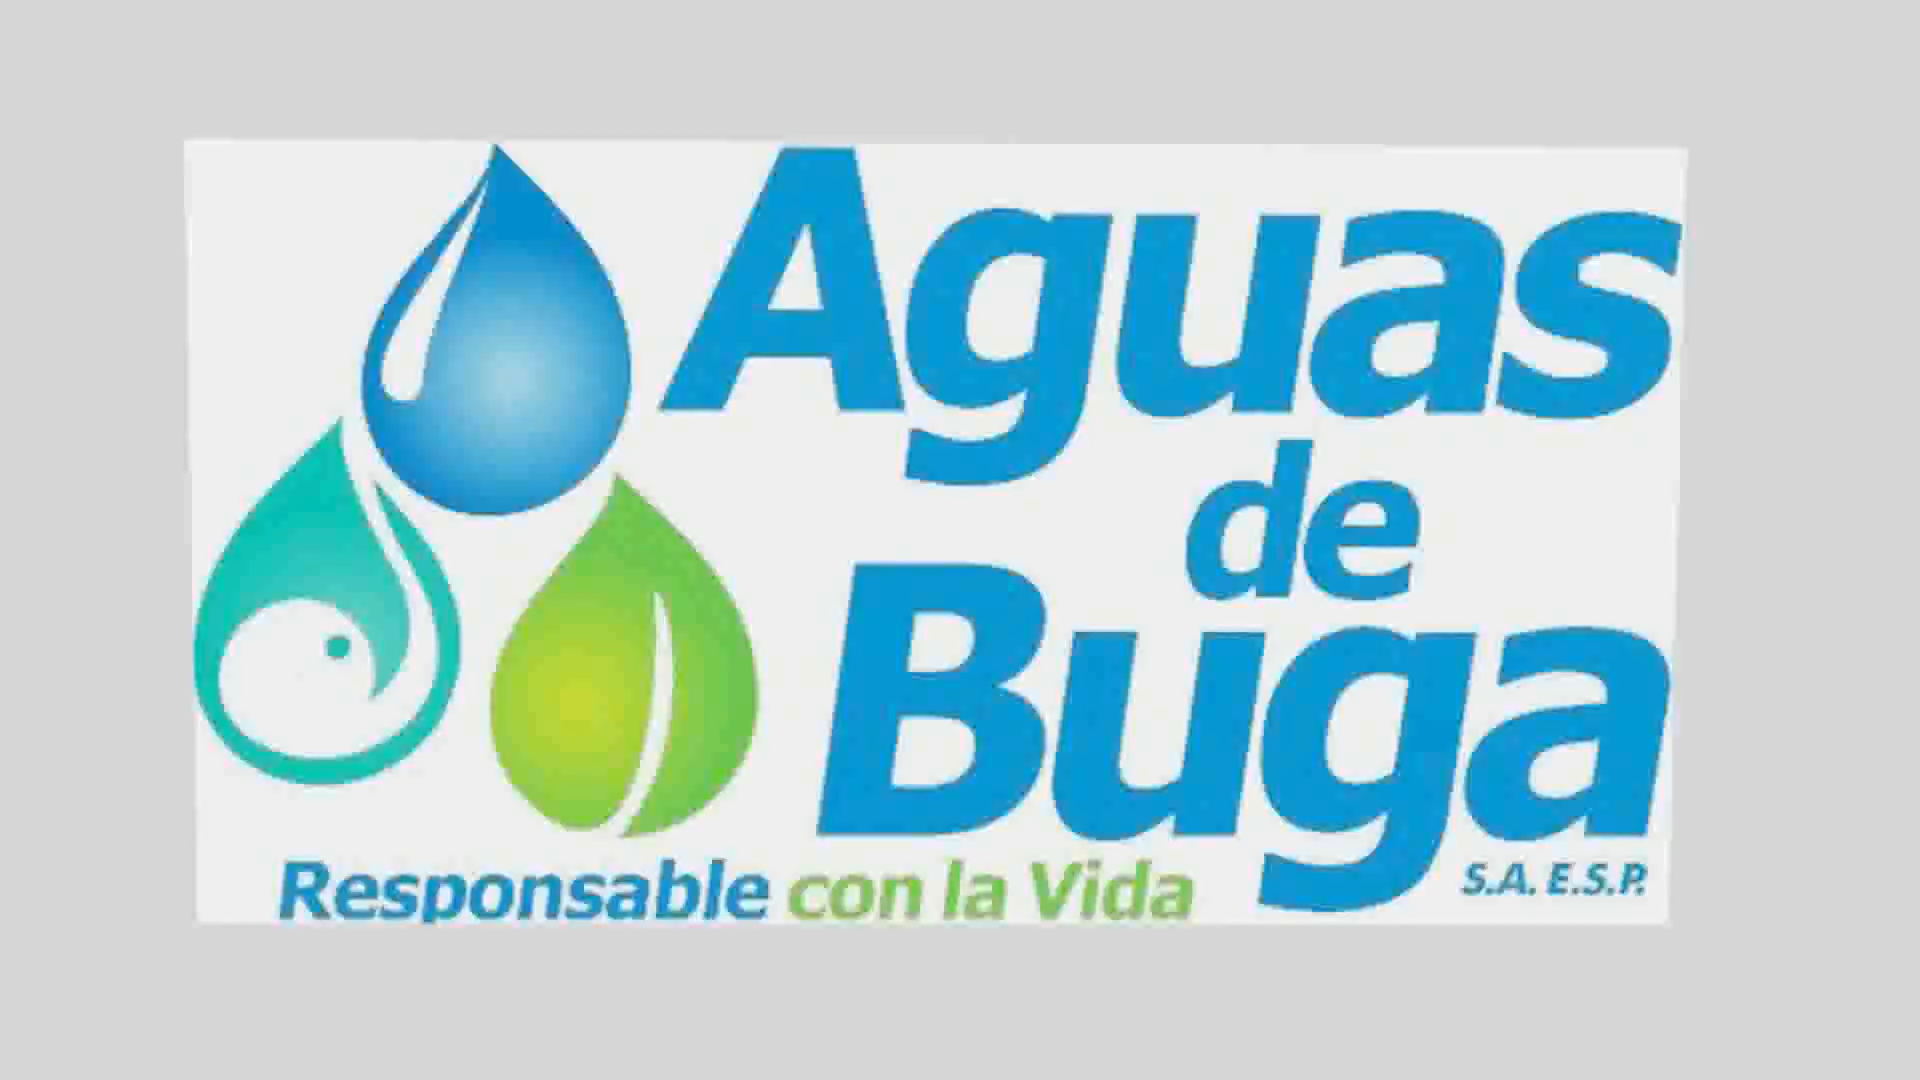 Aguas
de
Buga
S.A. E.S.P.
Responsable con la Vida